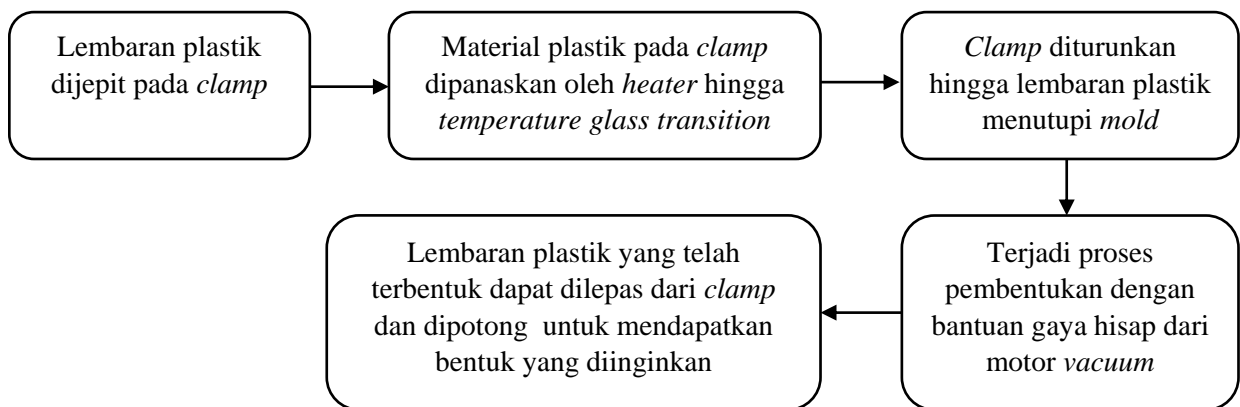 Lembaran plastik
dijepit pada clamp
Material plastik pada clamp
dipanaskan oleh heater hingga
temperature glass transition
Clamp diturunkan
hingga lembaran plastik
menutupi mold
Terjadi proses
pembentukan dengan
bantuan gaya hisap dari
motor vacuum
Lembaran plastik yang telah
terbentuk dapat dilepas dari clamp
dan dipotong  untuk mendapatkan
bentuk yang diinginkan